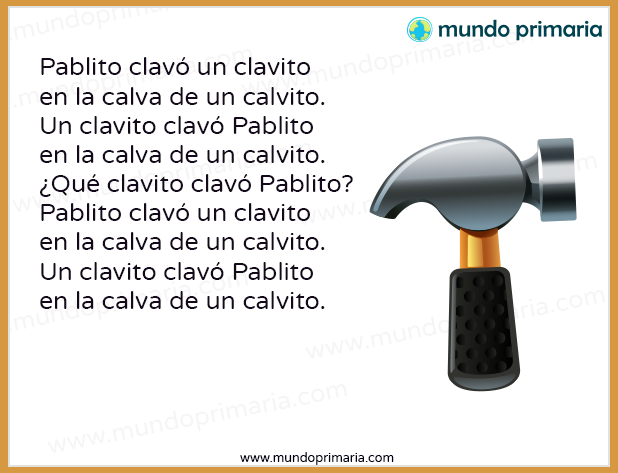 mundo primaria
Pablito clavó un clavito
en la calva de un calvito.
Un clavito clavó Pablito
en la calva de un calvito.
¿Qué clavito clavó Pablito?
Pablito clavó un clavito
en la calva de un calvito.
Un clavito clavó Pablito
en la calva de un calvito.
www.mundoprimaria.com